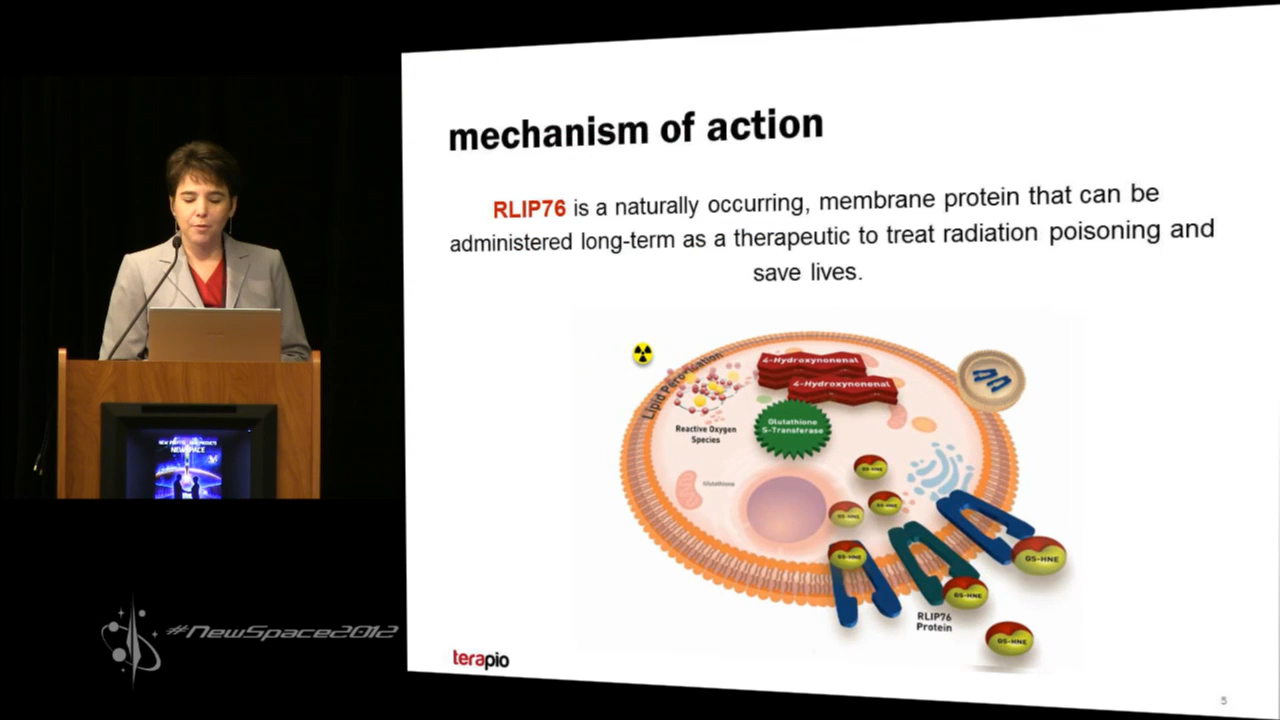 mechanism of action
RLIP76 is a naturally occurring, membrane protein that can be
administered long-term as a therapeutic to treat radiation poisoning and
save lives.
Lipid Peroxidation
4-Hydroxynonenal
4-Hydroxynonenal
Reactive Oxygen
Species
Glutathione
S-Transferase
Glutathione
GS-HNE
GS-HNE
GS-HNE
GS-HNE
GS-HNE
GS-HNE
GS-HNE
RLIP76
Protein
terapio
5
NEWSPACE
#NewSpace2012